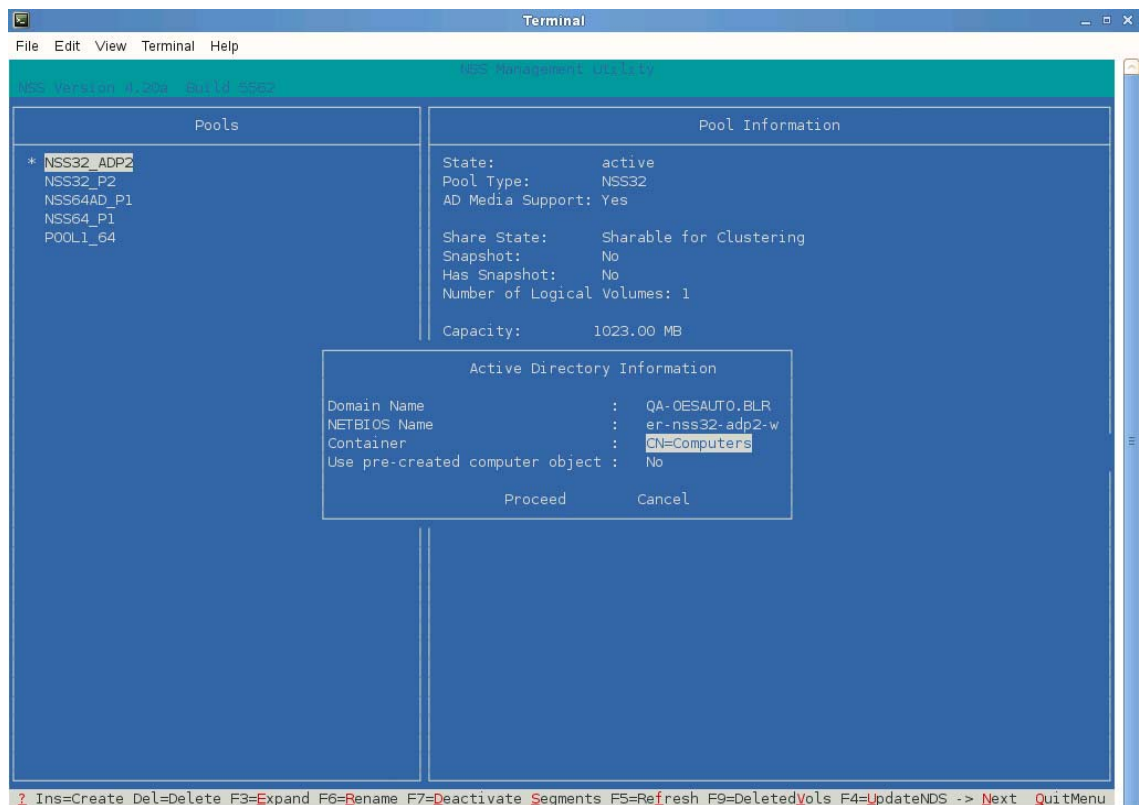 Terminal
File Edit View Terminal Help
NSS Management Utility
NSS Version 4.20a Build 5562
Pools
* NSS32_ADP2
NSS32_P2
NSS64AD_P1
NSS64_P1
POOL1_64
Pool Information
State: active
Pool Type: NSS32
AD Media Support: Yes
Share State: Sharable for Clustering
Snapshot: No
Has Snapshot: No
Number of Logical Volumes: 1
Capacity: 1023.00 MB
Active Directory Information
Domain Name : QA-OESAUTO.BLR
NETBIOS Name : er-nss32-adp2-w
Container : CN=Computers
Use pre-created computer object : No
Proceed Cancel
? Ins=Create Del=Delete F3=Expand F6=Rename F7=Deactivate Segments F5=Refresh F9=DeletedVols F4=UpdateNDS -> Next QuitMenu